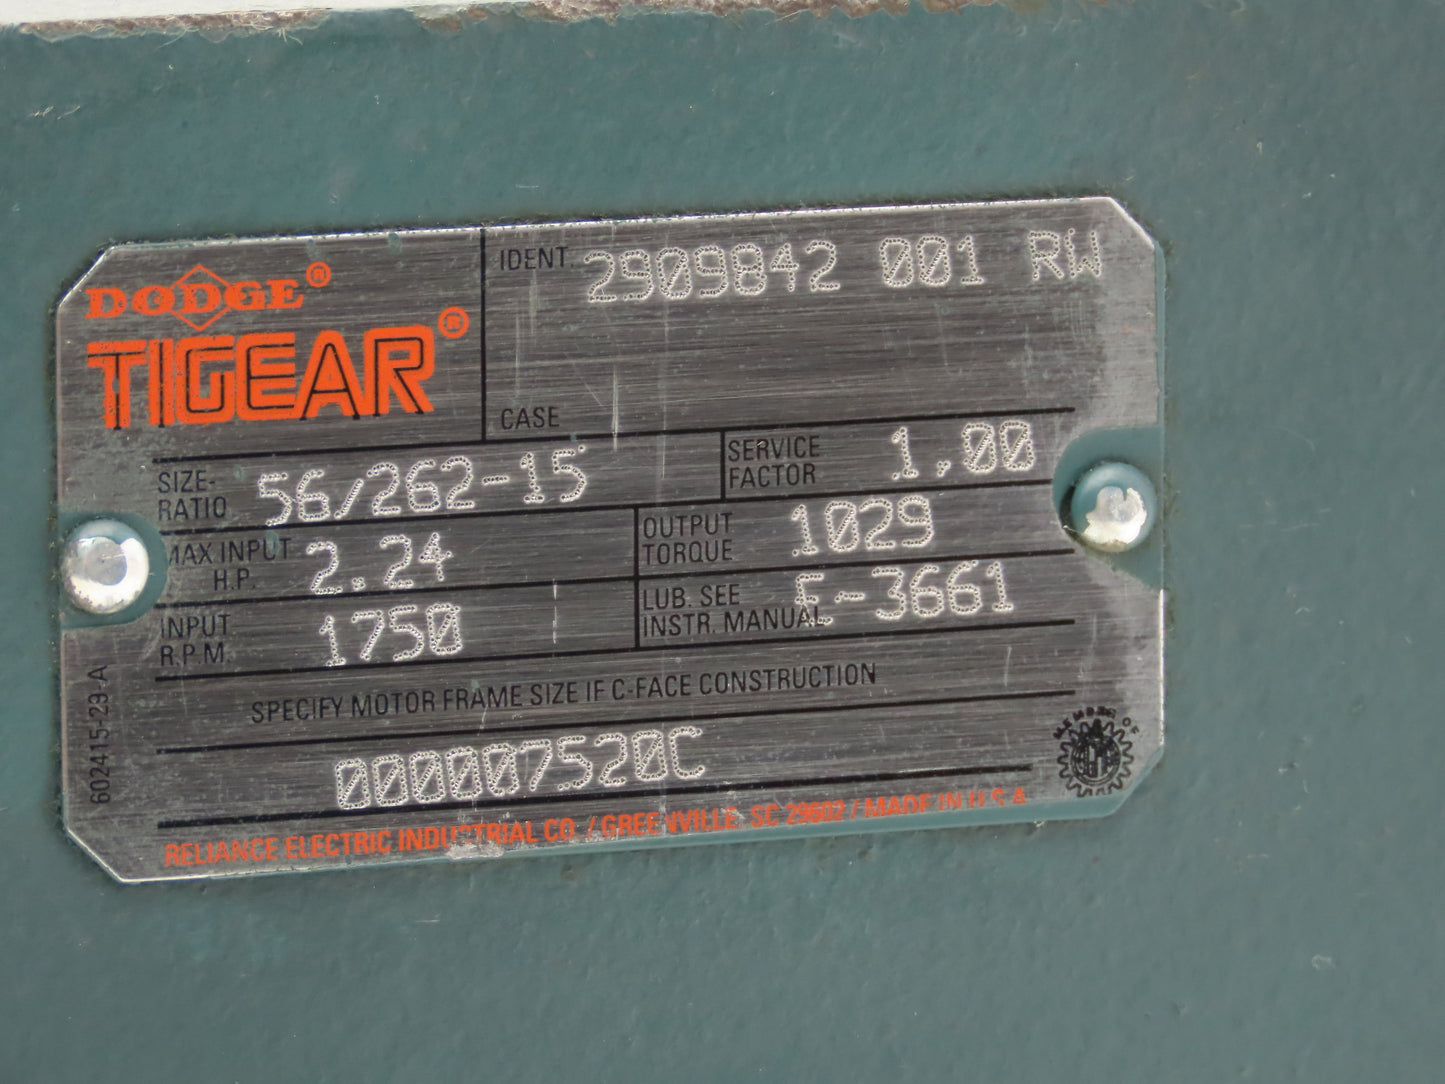 DODGE®
TIGEAR®
IDENT. 2909842 001 RW
CASE
SIZE-
RATIO 56/262-15
SERVICE
FACTOR 1.00
MAX INPUT
H.P. 2.24
OUTPUT
TORQUE 1029
INPUT
R.P.M. 1750
LUB. SEE
INSTR. MANUAL E-3661
SPECIFY MOTOR FRAME SIZE IF C-FACE CONSTRUCTION
000007520C
RELIANCE ELECTRIC INDUSTRIAL CO. / GREENVILLE, SC 29602 / MADE IN U.S.A.
602415-23-A
MEMBER OF